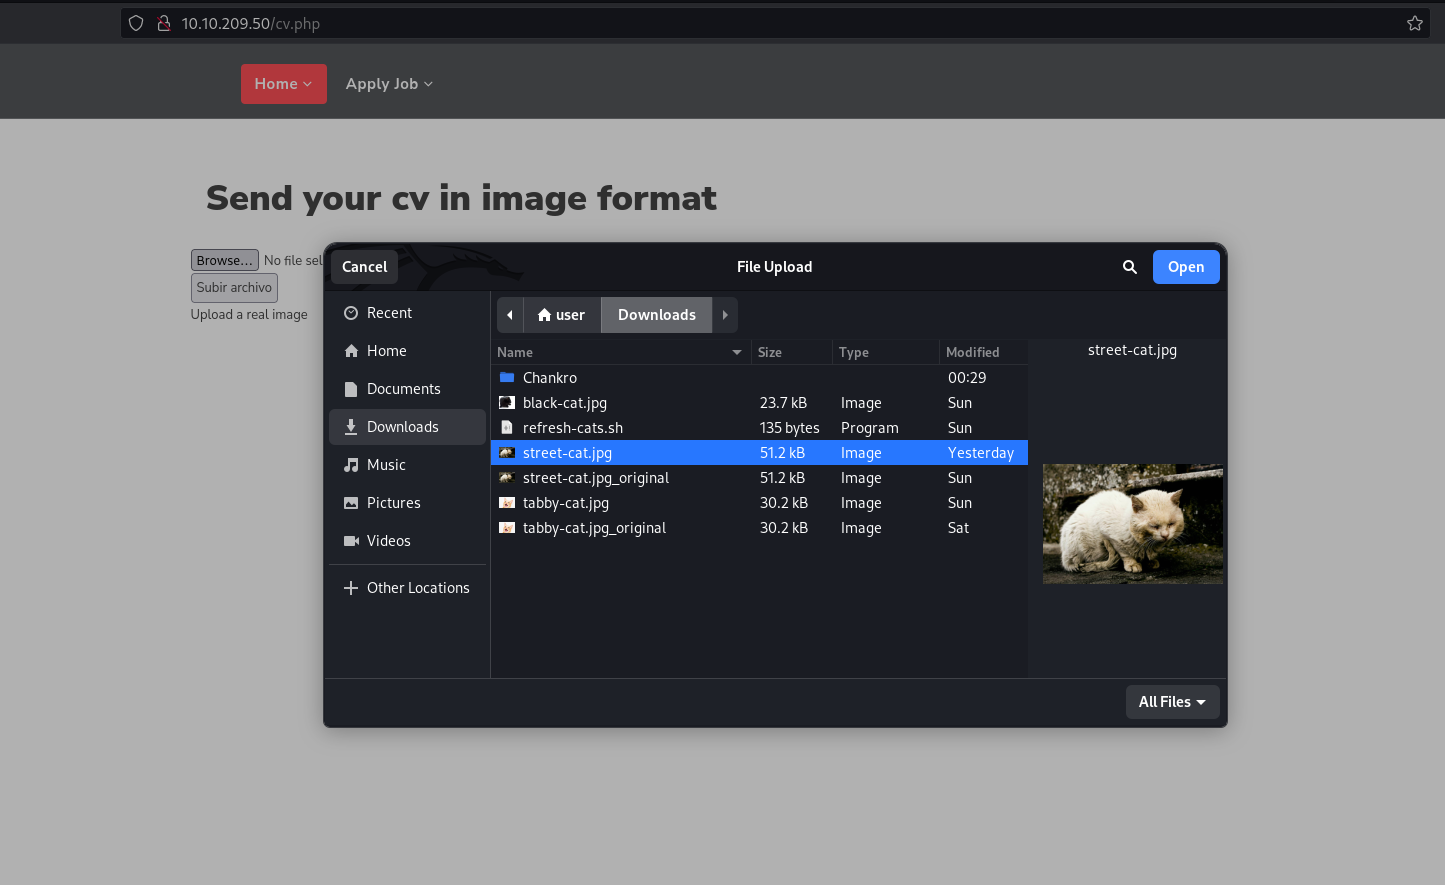 10.10.209.50/cv.php
Home Apply Job
Send your cv in image format
Browse... No file sel
Subir archivo
Upload a real image
Cancel File Upload Open
Recent
Home
Documents
Downloads
Music
Pictures
Videos
Other Locations
user Downloads
Name Size Type Modified
Chankro 00:29
black-cat.jpg 23.7 kB Image Sun
refresh-cats.sh 135 bytes Program Sun
street-cat.jpg 51.2 kB Image Yesterday
street-cat.jpg_original 51.2 kB Image Sun
tabby-cat.jpg 30.2 kB Image Sun
tabby-cat.jpg_original 30.2 kB Image Sat
street-cat.jpg
All Files